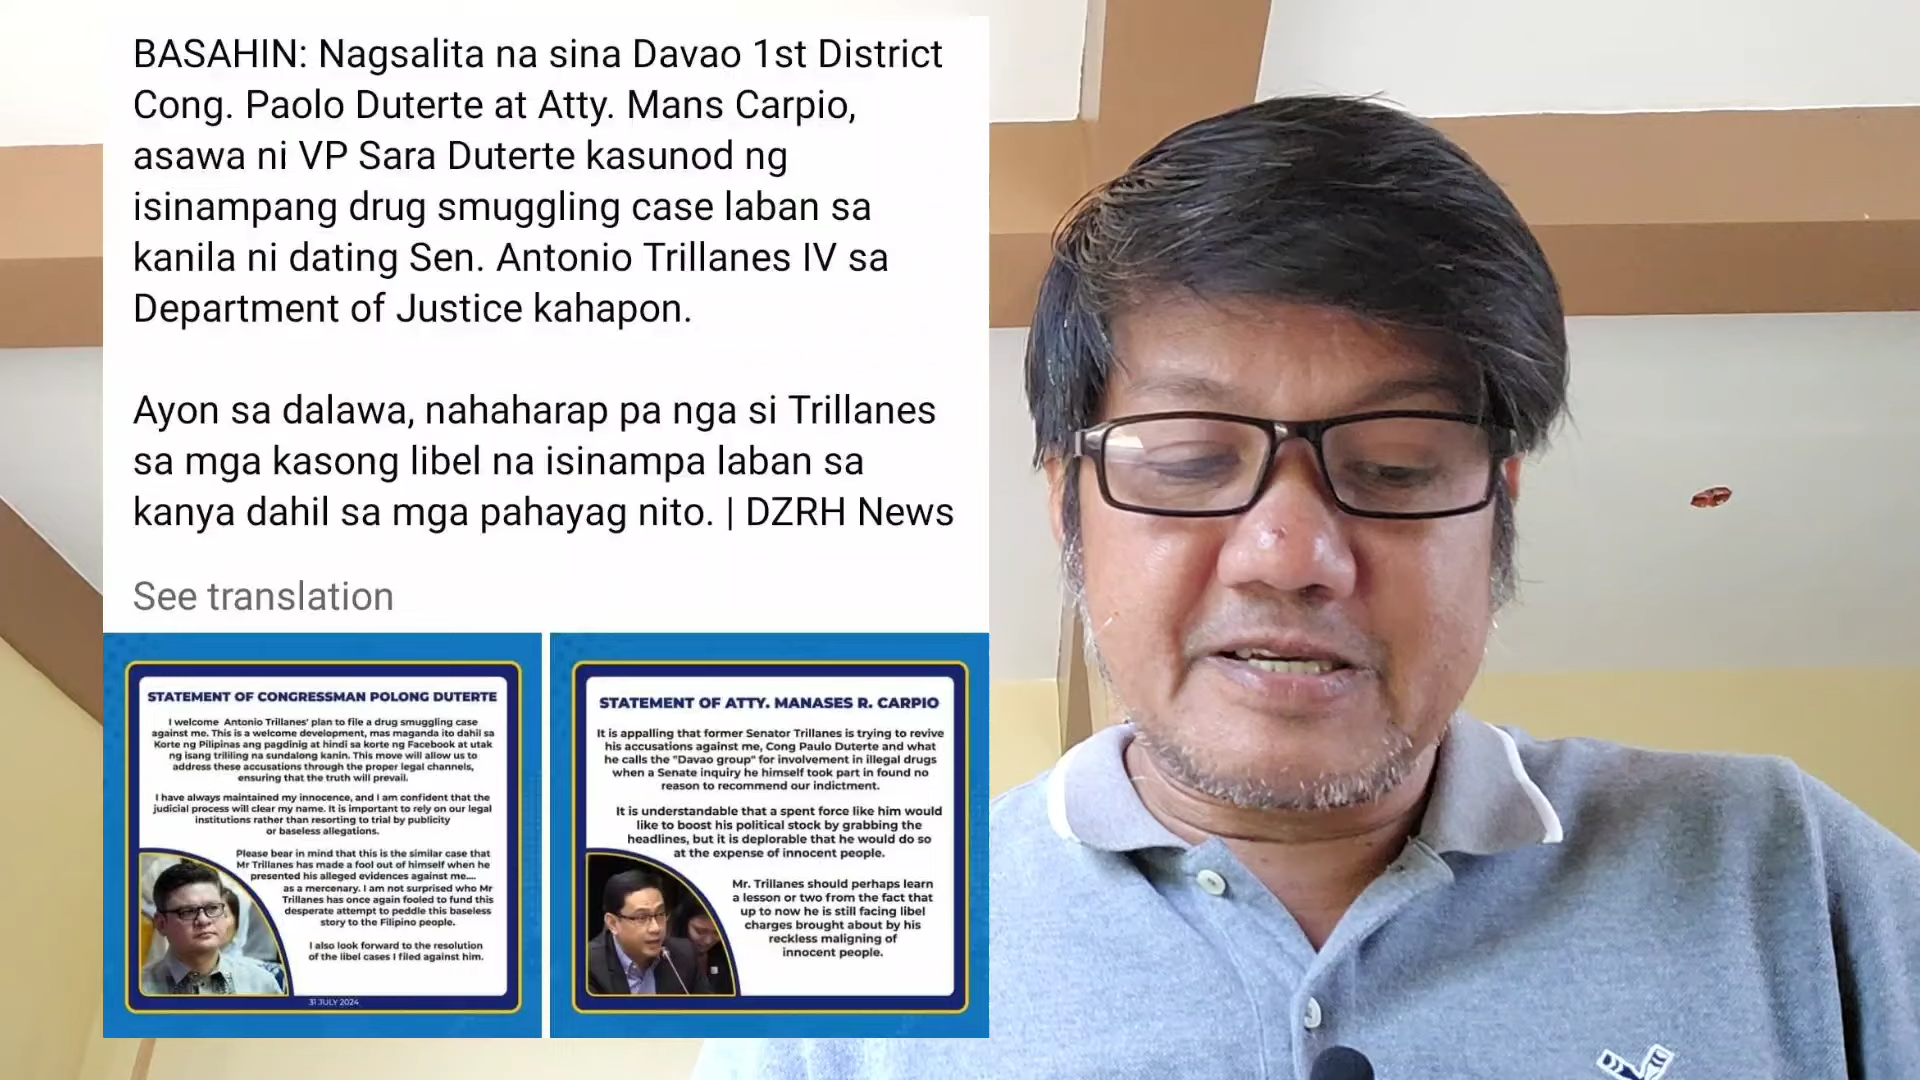 BASAHIN: Nagsalita na sina Davao 1st District
Cong. Paolo Duterte at Atty. Mans Carpio,
asawa ni VP Sara Duterte kasunod ng
isinampang drug smuggling case laban sa
kanila ni dating Sen. Antonio Trillanes IV sa
Department of Justice kahapon.
Ayon sa dalawa, nahaharap pa nga si Trillanes
sa mga kasong libel na isinampa laban sa
kanya dahil sa mga pahayag nito. | DZRH News
See translation
STATEMENT OF CONGRESSMAN POLONG DUTERTE
I welcome Antonio Trillanes' plan to file a drug smuggling case
against me. This is a welcome development, mas maganda ito dahil sa
Korte ng Pilipinas ang pagdinig at hindi sa korte ng Facebook at utak
ng isang trililing na sundalong kanin. This move will allow us to
address these accusations through the proper legal channels,
ensuring that the truth will prevail.
I have always maintained my innocence, and I am confident that the
judicial process will clear my name. It is important to rely on our legal
institutions rather than resorting to trial by publicity
or baseless allegations.
Please bear in mind that this is the similar case that
Mr Trillanes has made a fool out of himself when he
presented his alleged evidences against me....
as a mercenary. I am not surprised who Mr
Trillanes has once again fooled to fund this
desperate attempt to peddle this baseless
story to the Filipino people.
I also look forward to the resolution
of the libel cases I filed against him.
31 JULY 2024
STATEMENT OF ATTY. MANASES R. CARPIO
It is appalling that former Senator Trillanes is trying to revive
his accusations against me, Cong Paulo Duterte and what
he calls the "Davao group" for involvement in illegal drugs
when a Senate inquiry he himself took part in found no
reason to recommend our indictment.
It is understandable that a spent force like him would
like to boost his political stock by grabbing the
headlines, but it is deplorable that he would do so
at the expense of innocent people.
Mr. Trillanes should perhaps learn
a lesson or two from the fact that
up to now he is still facing libel
charges brought about by his
reckless maligning of
innocent people.